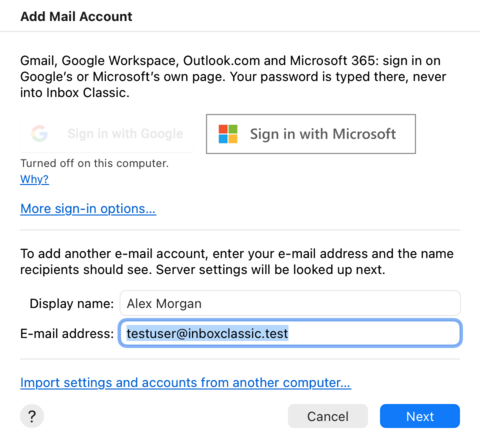 Add Mail Account
Gmail, Google Workspace, Outlook.com and Microsoft 365: sign in on
Google's or Microsoft's own page. Your password is typed there, never
into Inbox Classic.
Sign in with Google
Sign in with Microsoft
Turned off on this computer.
Why?
More sign-in options...
To add another e-mail account, enter your e-mail address and the name
recipients should see. Server settings will be looked up next.
Display name: Alex Morgan
E-mail address: testuser@inboxclassic.test
Import settings and accounts from another computer...
? Cancel Next